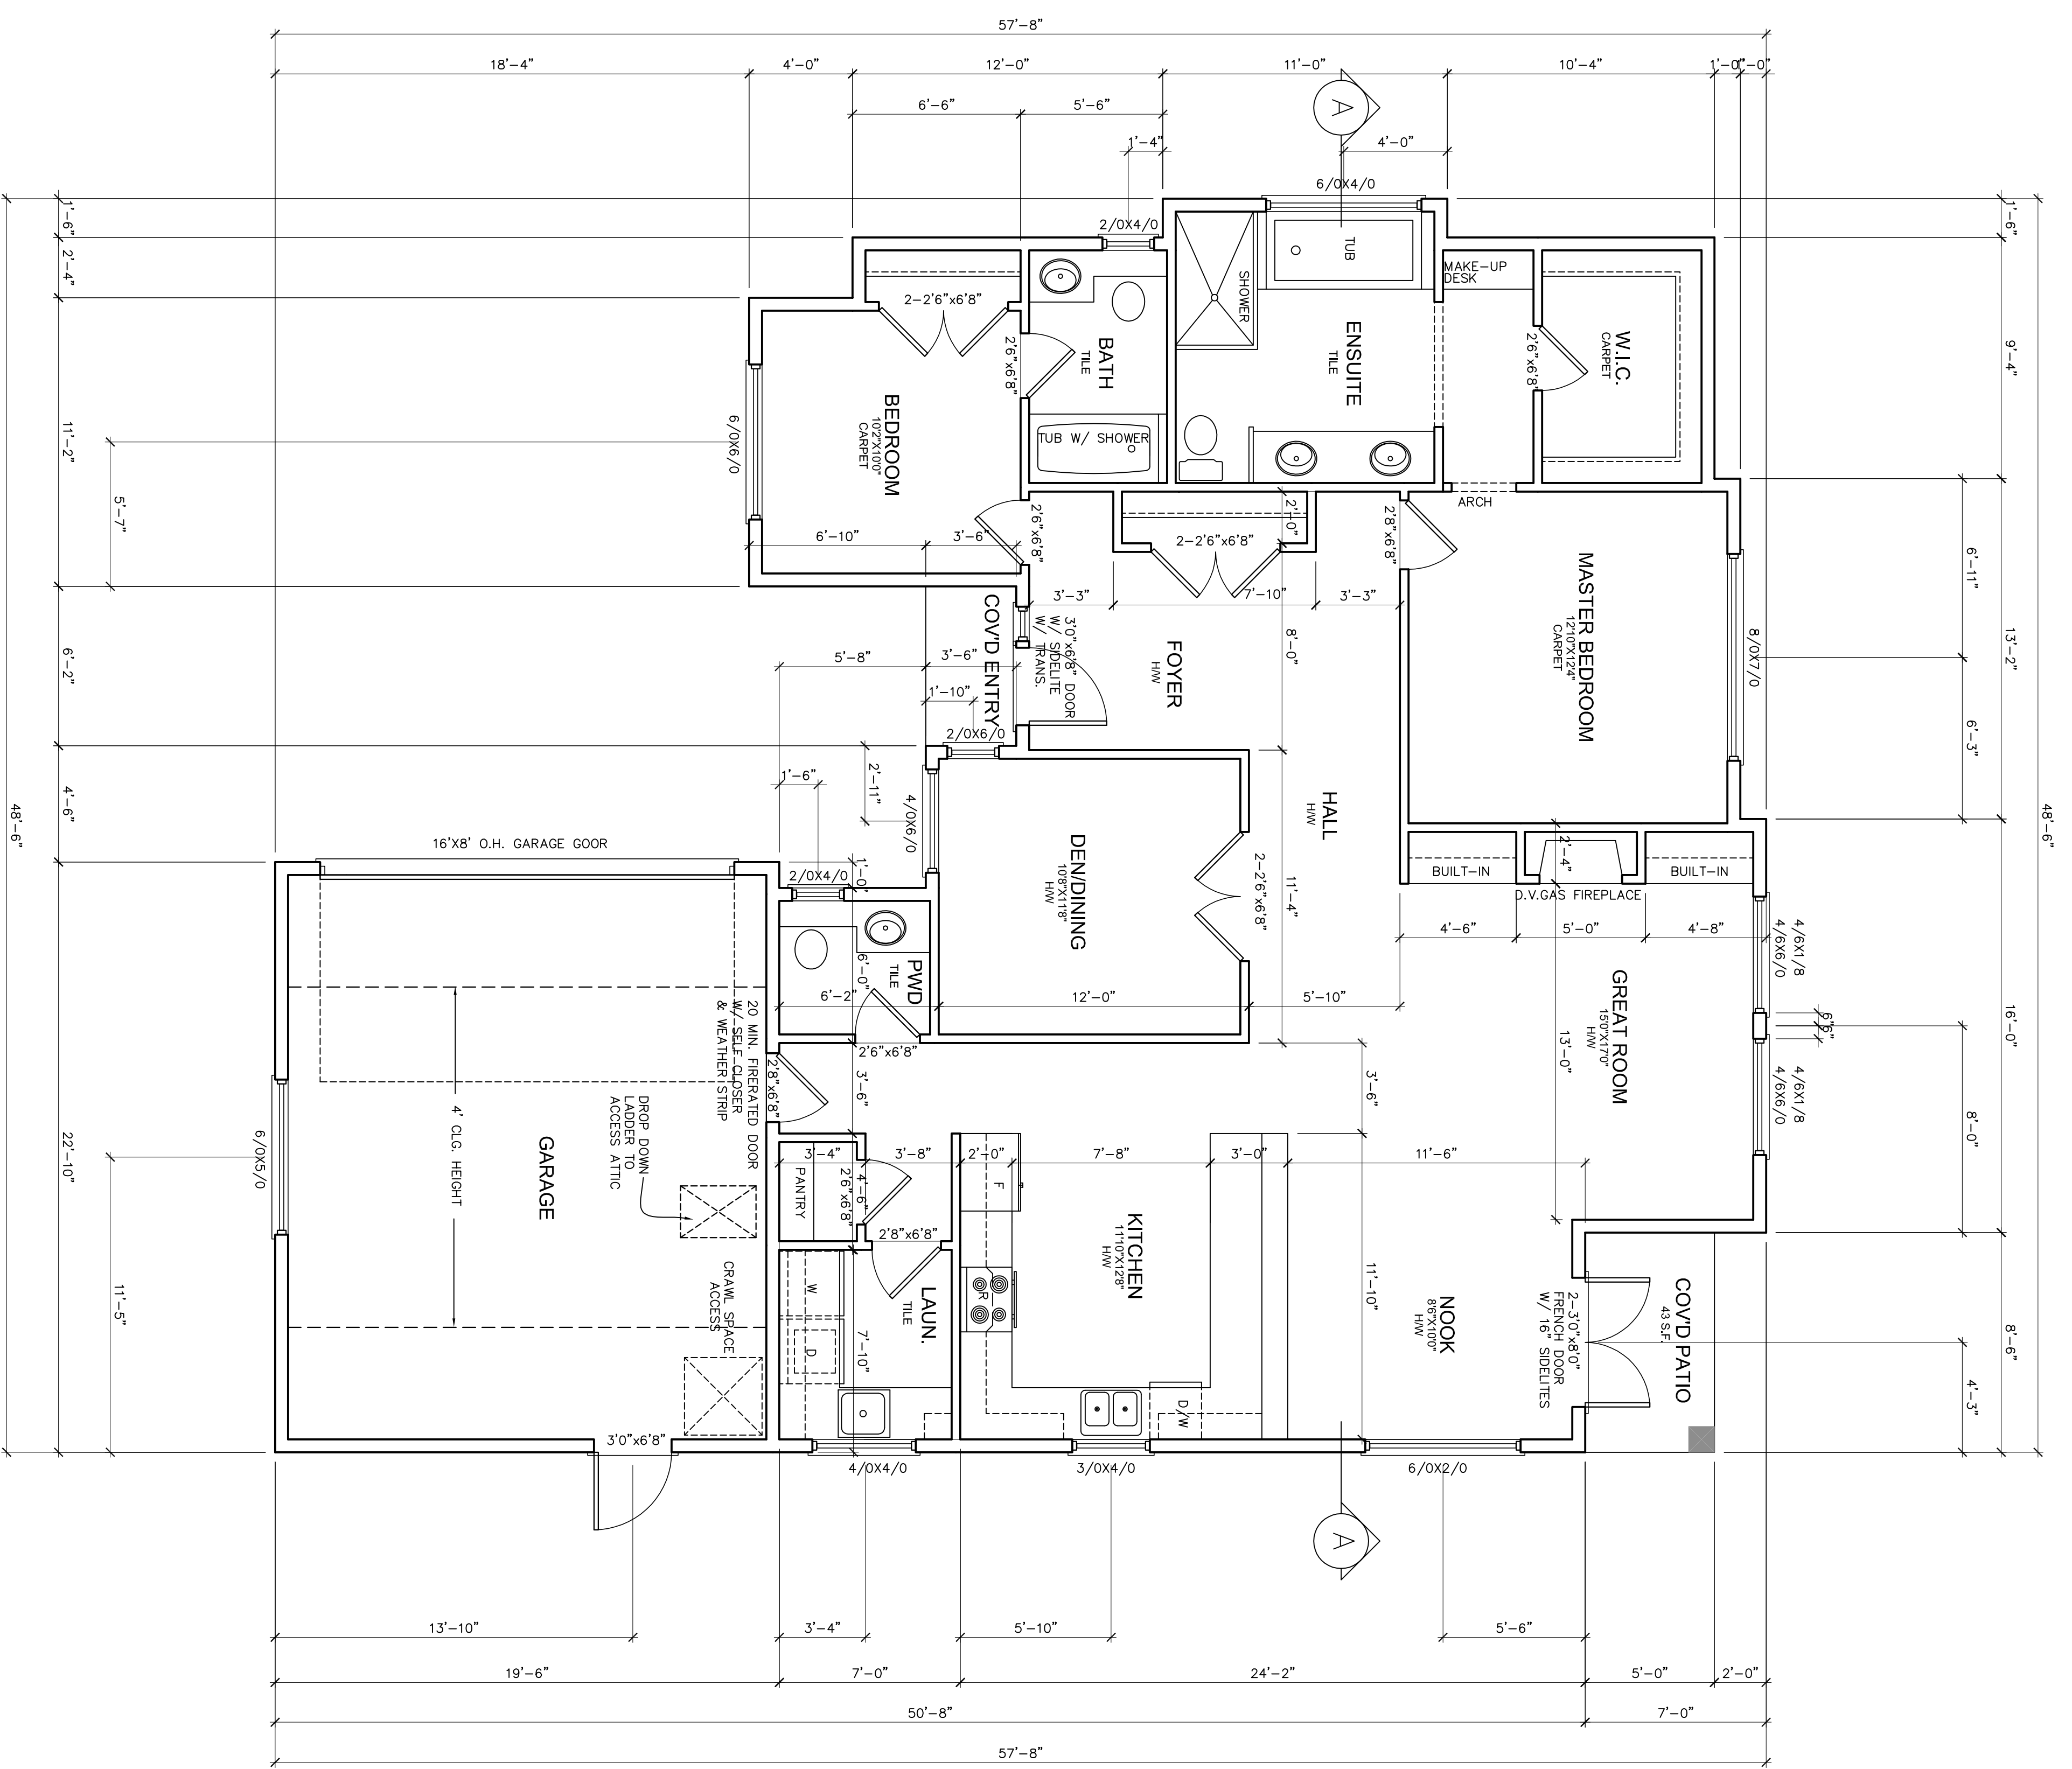 57'-8"
18'-4"
4'-0"
12'-0"
11'-0"
10'-4"
1'-0"
1'-0"
6'-6"
5'-6"
A
1'-4"
4'-0"
6/0X4/0
2/0X4/0
1'-6"
2'-4"
11'-2"
5'-7"
6'-2"
4'-6"
48'-6"
22'-10"
11'-5"
1'-6"
9'-4"
6'-11"
13'-2"
6'-3"
48'-6"
16'-0"
8'-0"
8'-6"
4'-3"
TUB
SHOWER
MAKE-UP
DESK
2-2'6"x6'8"
2'6"x6'8"
BATH
TILE
ENSUITE
TILE
2'6"x6'8"
W.I.C.
CARPET
BEDROOM
10'2"X10'0"
CARPET
6/0X6/0
TUB W/ SHOWER
ARCH
2'6"x6'8"
6'-10"
3'-6"
2'-0"
2-2'6"x6'8"
2'8"x6'8"
MASTER BEDROOM
12'10"X12'4"
CARPET
8/0X7/0
3'-3"
7'-10"
3'-3"
COV'D ENTRY
3'0"x6'8" DOOR
W/ SIDELITE
W/ TRANS.
FOYER
H/W
8'-0"
5'-8"
3'-6"
1'-10"
2/0X6/0
1'-6"
2'-11"
4/0X6/0
HALL
H/W
DEN/DINING
10'8"X11'8"
H/W
2-2'6"x6'8"
11'-4"
2'-4"
BUILT-IN
BUILT-IN
D.V.GAS FIREPLACE
4'-6"
5'-0"
4'-8"
4/6X1/8
4/6X6/0
6"
6"
4/6X1/8
4/6X6/0
GREAT ROOM
15'0"X17'0"
H/W
13'-0"
16'X8' O.H. GARAGE GOOR
2/0X4/0
1'-0"
PWD
TILE
6'-0"
6'-2"
12'-0"
5'-10"
2'6"x6'8"
20 MIN. FIRERATED DOOR
W/ SELF CLOSER
& WEATHER STRIP
2'8"x6'8"
3'-6"
3'-6"
DROP DOWN
LADDER TO
ACCESS ATTIC
4' CLG. HEIGHT
GARAGE
6/0X5/0
3'-4"
3'-8"
2'-0"
7'-8"
3'-0"
11'-6"
PANTRY
2'6"x6'8"
4'-6"
F
2'8"x6'8"
KITCHEN
11'10"X12'8"
H/W
R
11'-10"
NOOK
8'6"X10'0"
H/W
2-3'0"x8'0"
FRENCH DOOR
W/ 16" SIDELITES
COV'D PATIO
43 S.F.
CRAWL SPACE
ACCESS
W
D
LAUN.
TILE
7'-10"
D/W
3'0"x6'8"
4/0X4/0
3/0X4/0
6/0X2/0
A
13'-10"
3'-4"
5'-10"
5'-6"
19'-6"
7'-0"
24'-2"
5'-0"
2'-0"
50'-8"
7'-0"
57'-8"